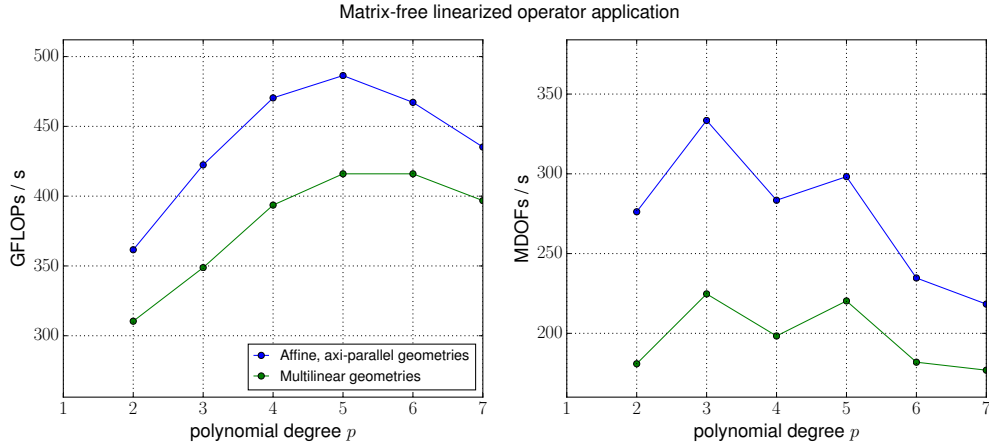 Matrix-free linearized operator application
500
450
400
350
300
GFLOPs / s
Affine, axi-parallel geometries
Multilinear geometries
1 2 3 4 5 6 7
polynomial degree p
350
300
250
200
MDOFs / s
1 2 3 4 5 6 7
polynomial degree p